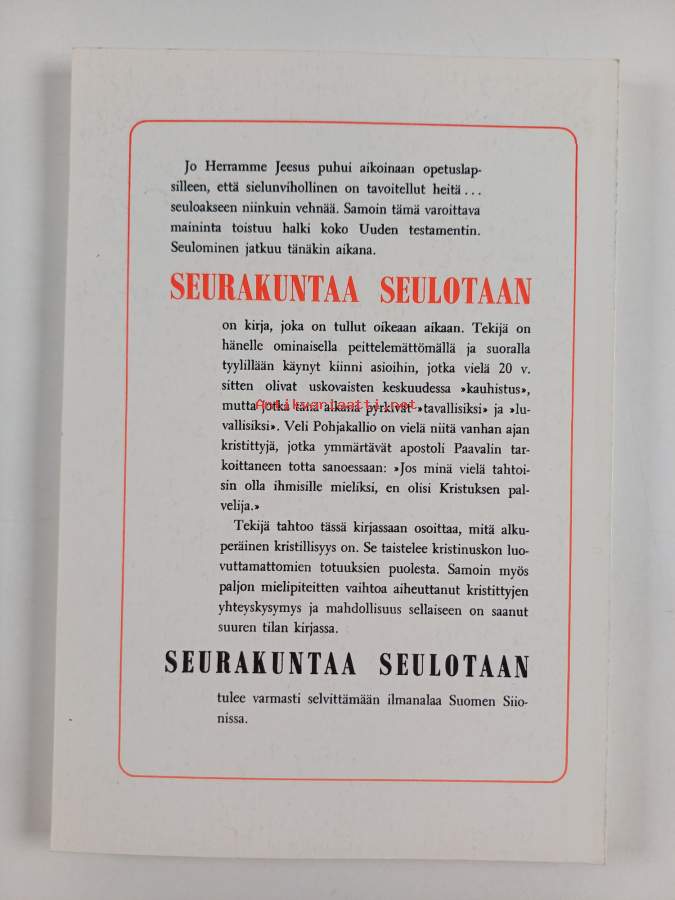 Jo Herramme Jeesus puhui aikoinaan opetuslap-
silleen, että sielunvihollinen on tavoitellut heitä...
seuloakseen niinkuin vehnää. Samoin tämä varoittava
maininta toistuu halki koko Uuden testamentin.
Seulominen jatkuu tänäkin aikana.
SEURAKUNTAA SEULOTAAN
on kirja, joka on tullut oikeaan aikaan. Tekijä on
hänelle ominaisella peittelemättömällä ja suoralla
tyylillään käynyt kiinni asioihin, jotka vielä 20 v.
sitten olivat uskovaisten keskuudessa »kauhistus»,
mutta jotka tänä aikana pyrkivät »tavallisiksi» ja »lu-
Antikvariaatti.net
vallisiksi». Veli Pohjakallio on vielä niitä vanhan ajan
kristittyjä, jotka ymmärtävät apostoli Paavalin tar-
koittaneen totta sanoessaan: »Jos minä vielä tahtoi-
sin olla ihmisille mieliksi, en olisi Kristuksen pal-
velija.»
Tekijä tahtoo tässä kirjassaan osoittaa, mitä alku-
peräinen kristillisyys on. Se taistelee kristinuskon luo-
vuttamattomien totuuksien puolesta. Samoin myös
paljon mielipiteitten vaihtoa aiheuttanut kristittyjen
yhteyskysymys ja mahdollisuus sellaiseen on saanut
suuren tilan kirjassa.
SEURAKUNTAA SEULOTAAN
tulee varmasti selvittämään ilmanalaa Suomen Siio-
nissa.